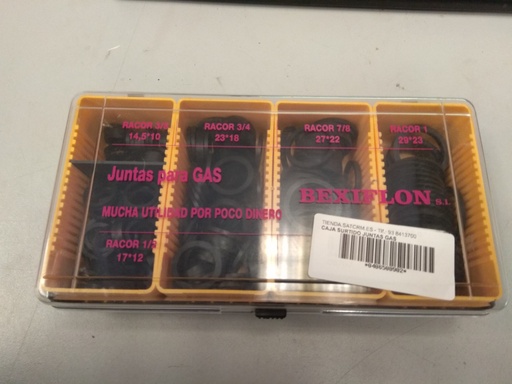 RACOR 3/8
14,5*10
RACOR 3/4
23*18
RACOR 7/8
27*22
RACOR 1
29*23
Juntas para GAS
BEXIFLON S.L.
MUCHA UTILIDAD POR POCO DINERO
RACOR 1/2
17*12
CAJA SURTIDO JUNTAS GAS